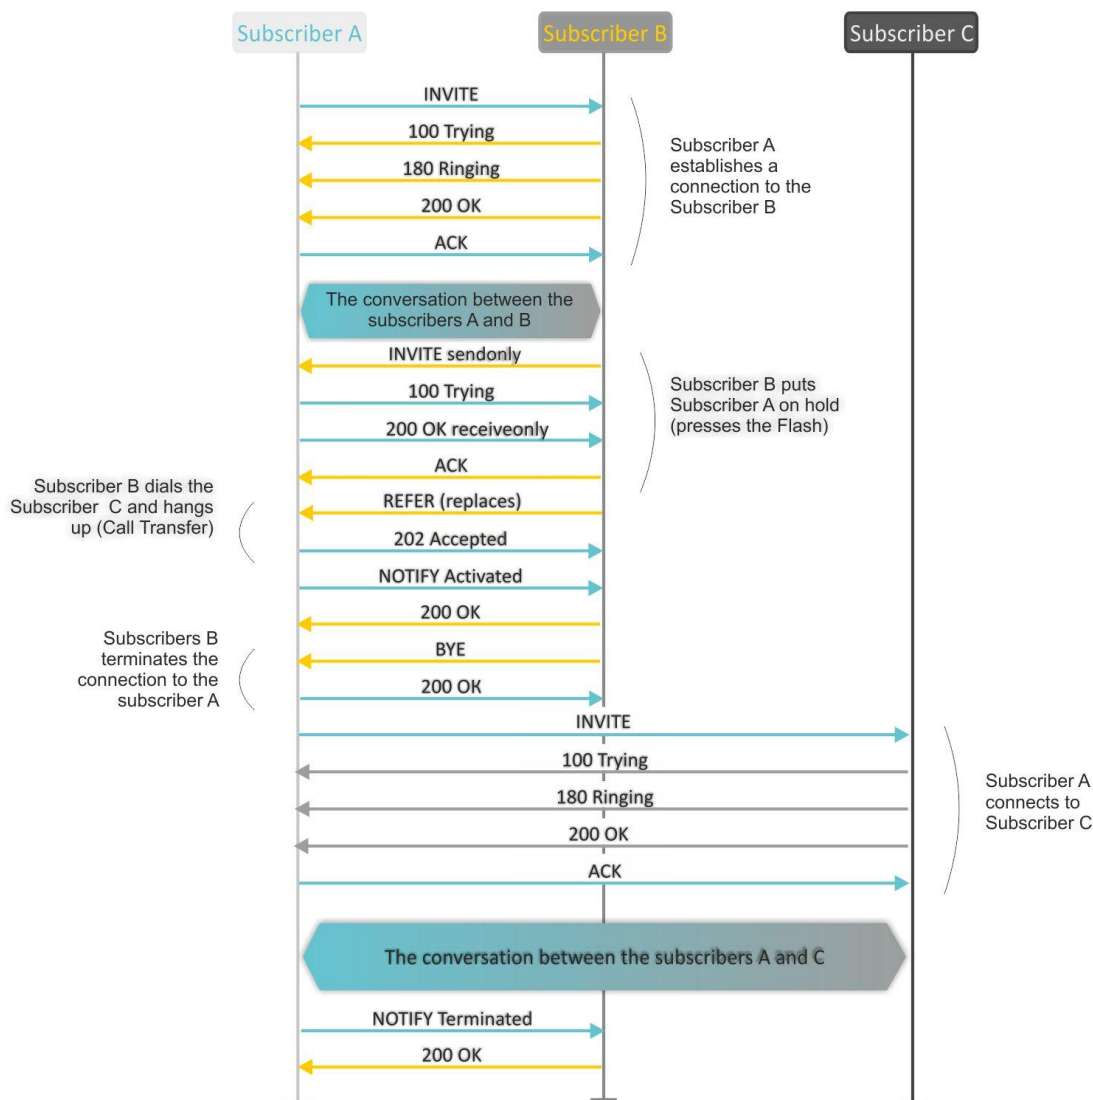 Subscriber A
Subscriber B
Subscriber C
INVITE
100 Trying
180 Ringing
200 OK
ACK
Subscriber A
establishes a
connection to the
Subscriber B
The conversation between the
subscribers A and B
INVITE sendonly
100 Trying
200 OK receiveonly
ACK
Subscriber B puts
Subscriber A on hold
(presses the Flash)
Subscriber B dials the
Subscriber C and hangs
up (Call Transfer)
REFER (replaces)
202 Accepted
NOTIFY Activated
200 OK
Subscribers B
terminates the
connection to the
subscriber A
BYE
200 OK
INVITE
100 Trying
180 Ringing
200 OK
ACK
Subscriber A
connects to
Subscriber C
The conversation between the subscribers A and C
NOTIFY Terminated
200 OK